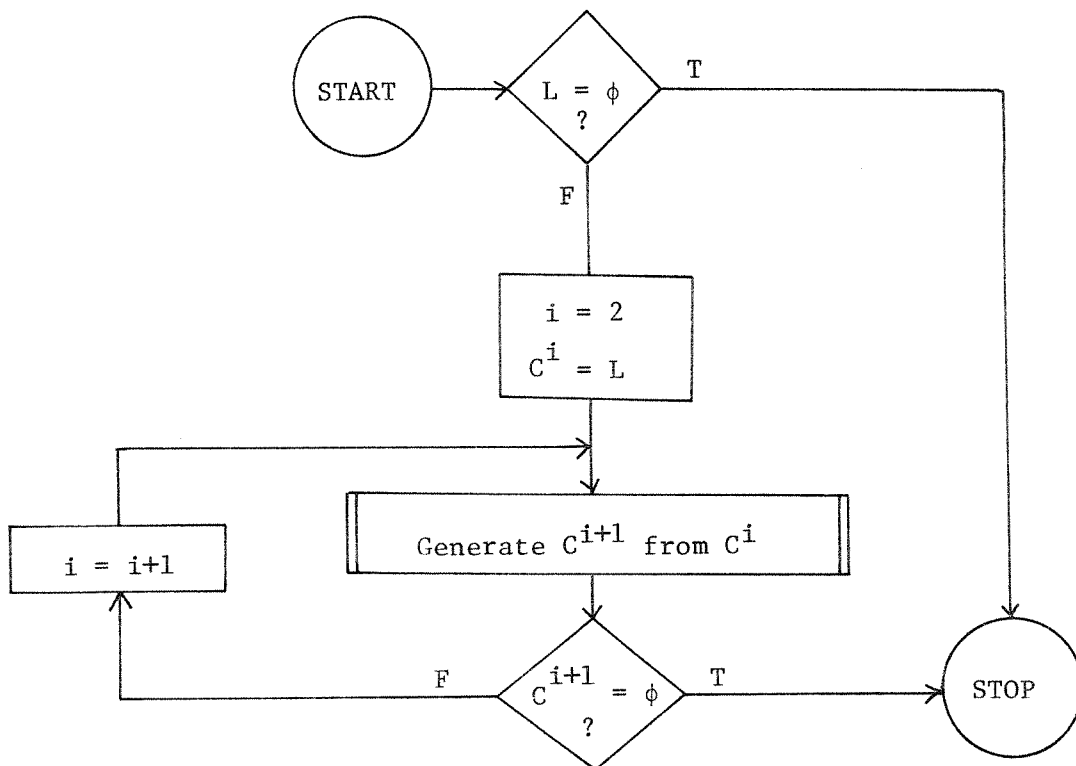 START
L = ϕ
?
T
F
i = 2
C^i = L
Generate C^{i+1} from C^i
i = i+1
F
C^{i+1} = ϕ
?
T
STOP